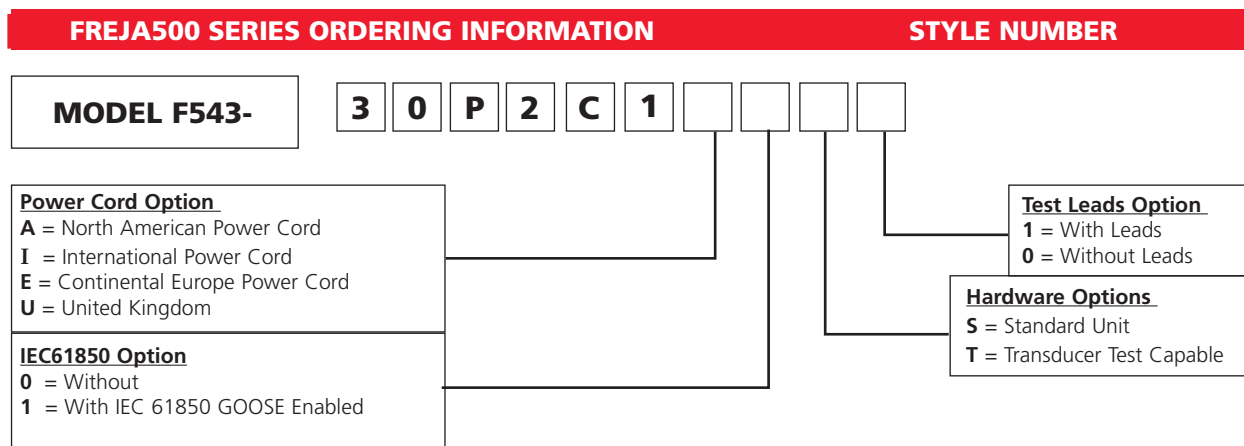 FREJA500 SERIES ORDERING INFORMATION STYLE NUMBER
MODEL F543- 3 0 P 2 C 1
Power Cord Option
A = North American Power Cord
I = International Power Cord
E = Continental Europe Power Cord
U = United Kingdom
IEC61850 Option
0 = Without
1 = With IEC 61850 GOOSE Enabled
Test Leads Option
1 = With Leads
0 = Without Leads
Hardware Options
S = Standard Unit
T = Transducer Test Capable